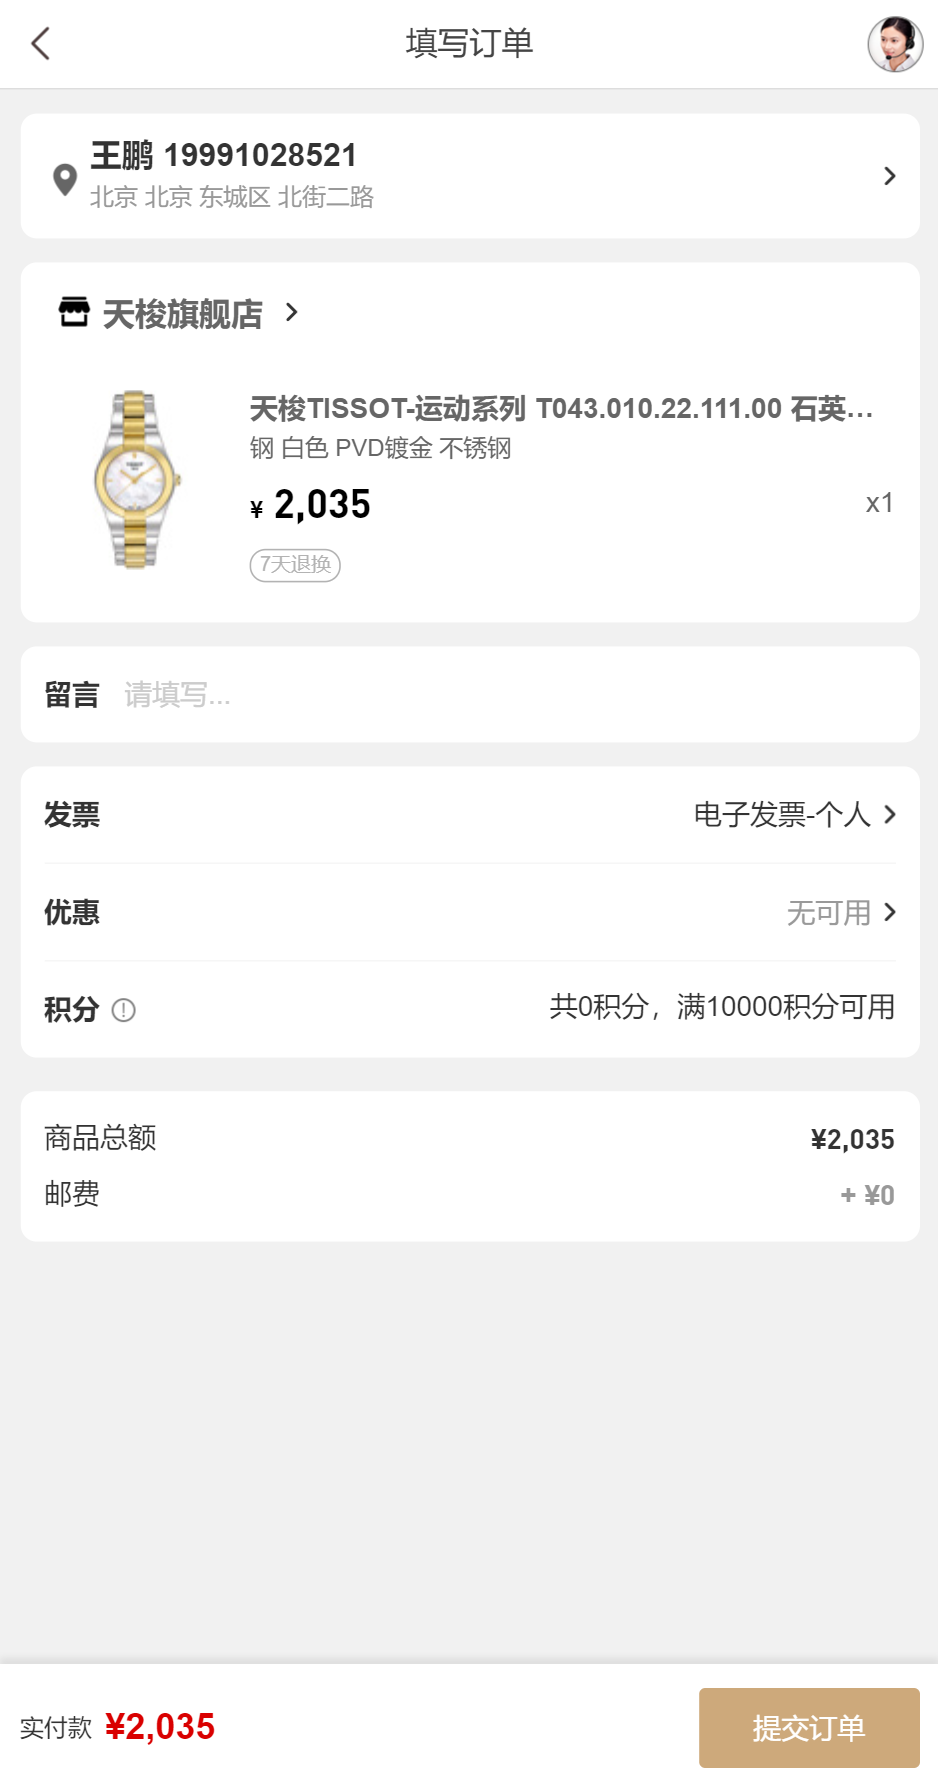 填写订单
王鹏 19991028521
北京 北京 东城区 北街二路
天梭旗舰店
天梭TISSOT-运动系列 T043.010.22.111.00 石英...
钢 白色 PVD镀金 不锈钢
¥ 2,035
x1
7天退换
留言 请填写...
发票 电子发票-个人
优惠 无可用
积分 共0积分，满10000积分可用
商品总额 ¥2,035
邮费 + ¥0
实付款 ¥2,035
提交订单